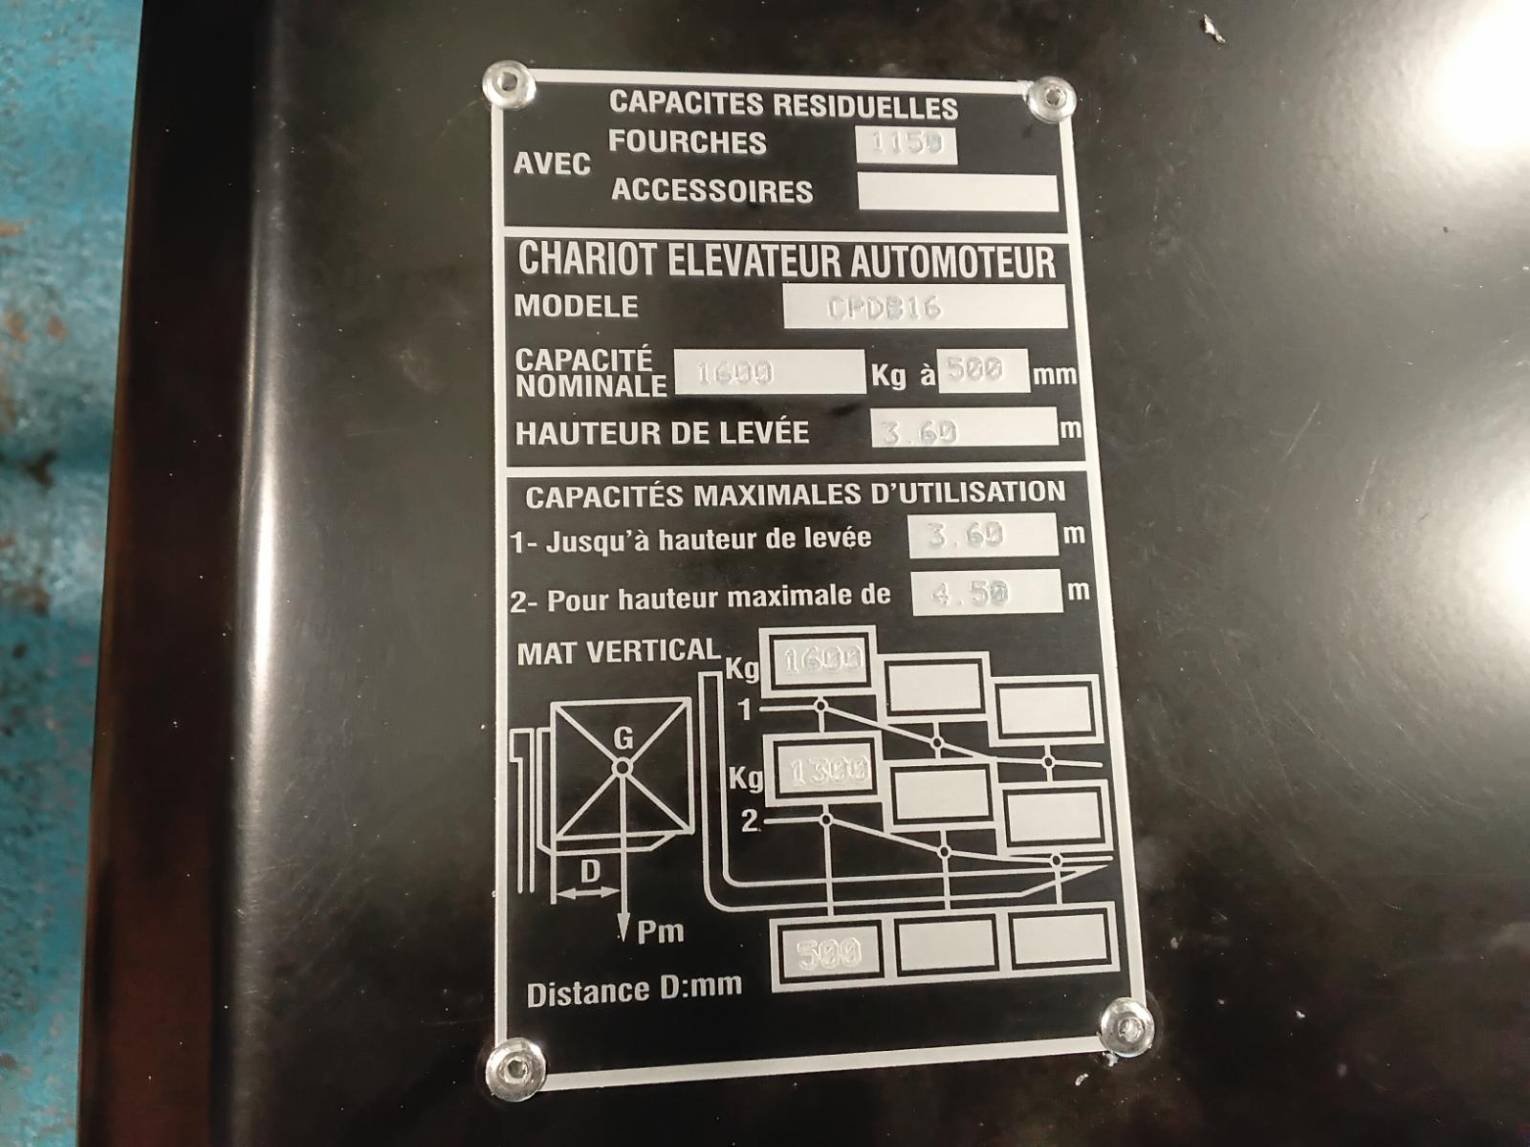 CAPACITES RESIDUELLES
AVEC FOURCHES 1150
ACCESSOIRES
CHARIOT ELEVATEUR AUTOMOTEUR
MODELE CPDB16
CAPACITÉ NOMINALE 1600 Kg à 500 mm
HAUTEUR DE LEVÉE 3.60 m
CAPACITÉS MAXIMALES D'UTILISATION
1- Jusqu'à hauteur de levée 3.60 m
2- Pour hauteur maximale de 4.50 m
MAT VERTICAL
Kg 1600
1
G
Kg 1300
2
D
Pm
Distance D:mm 500